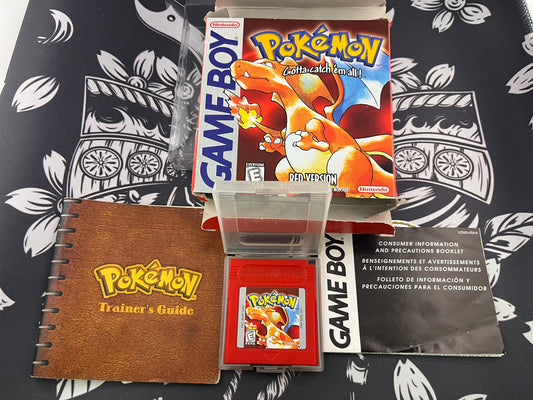 Nintendo
GAME BOY
POKéMON
Gotta catch 'em all!
EVERYONE
E
RED VERSION
Nintendo
POKéMON
Trainer's Guide
POKéMON
E
GAME BOY
CONSUMER INFORMATION
AND PRECAUTIONS BOOKLET
RENSEIGNEMENTS ET AVERTISSEMENTS
À L'INTENTION DES CONSOMMATEURS
FOLLETO DE INFORMACIÓN Y
PRECAUCIONES PARA EL CONSUMIDOR